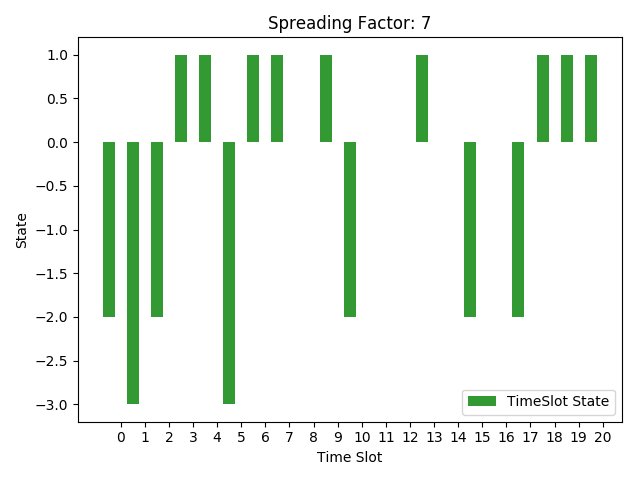 Spreading Factor: 7
1.0
0.5
0.0
−0.5
−1.0
−1.5
−2.0
−2.5
−3.0
State
0 1 2 3 4 5 6 7 8 9 10 11 12 13 14 15 16 17 18 19 20
Time Slot
TimeSlot State